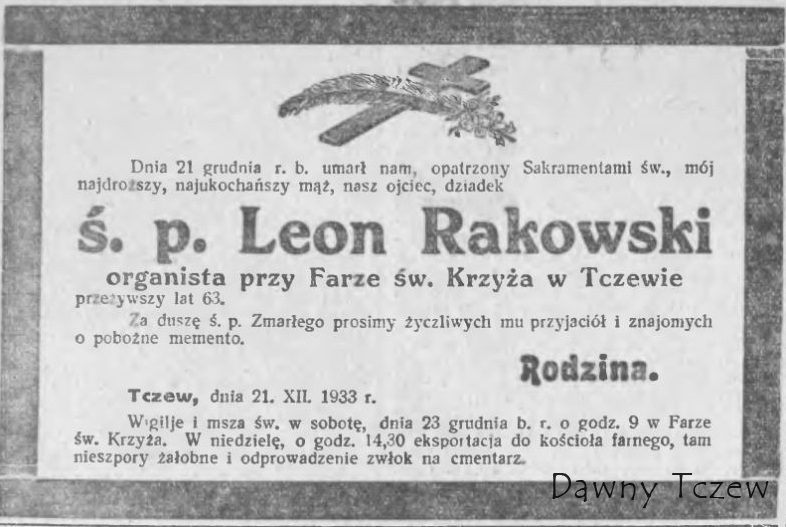 Dnia 21 grudnia r. b. umarł nam, opatrzony Sakramentami św., mój
najdroższy, najukochańszy mąż, nasz ojciec, dziadek
ś. p. Leon Rakowski
organista przy Farze św. Krzyża w Tczewie
przeżywszy lat 63.
Za duszę ś. p. Zmarłego prosimy życzliwych mu przyjaciół i znajomych
o pobożne memento.
Rodzina.
Tczew, dnia 21. XII. 1933 r.
Wigilje i msza św. w sobotę, dnia 23 grudnia b. r. o godz. 9 w Farze
św. Krzyża. W niedzielę, o godz. 14,30 eksportacja do kościoła farnego, tam
nieszpory żałobne i odprowadzenie zwłok na cmentarz.
Dawny Tczew